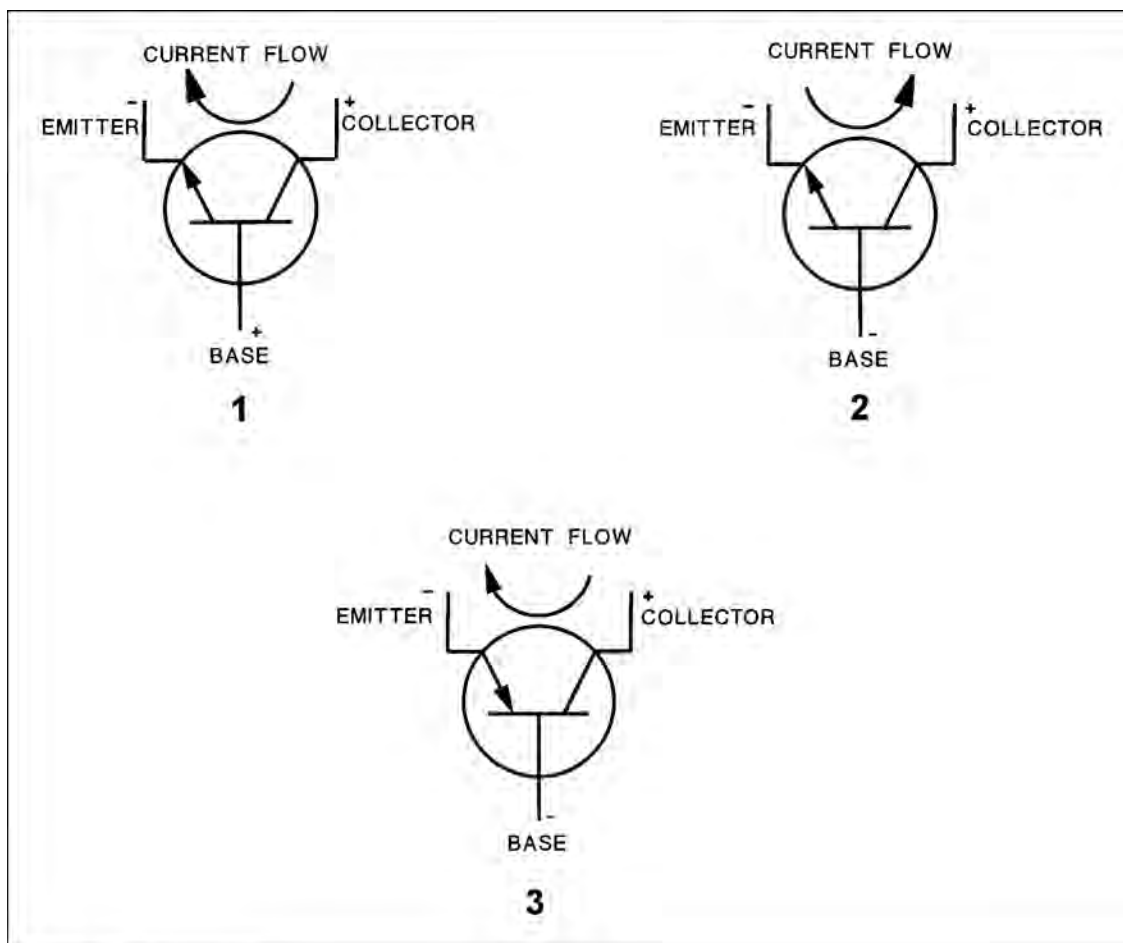 CURRENT FLOW
-
+
EMITTER
COLLECTOR
+
BASE
1
CURRENT FLOW
-
+
EMITTER
COLLECTOR
-
BASE
2
CURRENT FLOW
-
+
EMITTER
COLLECTOR
-
BASE
3